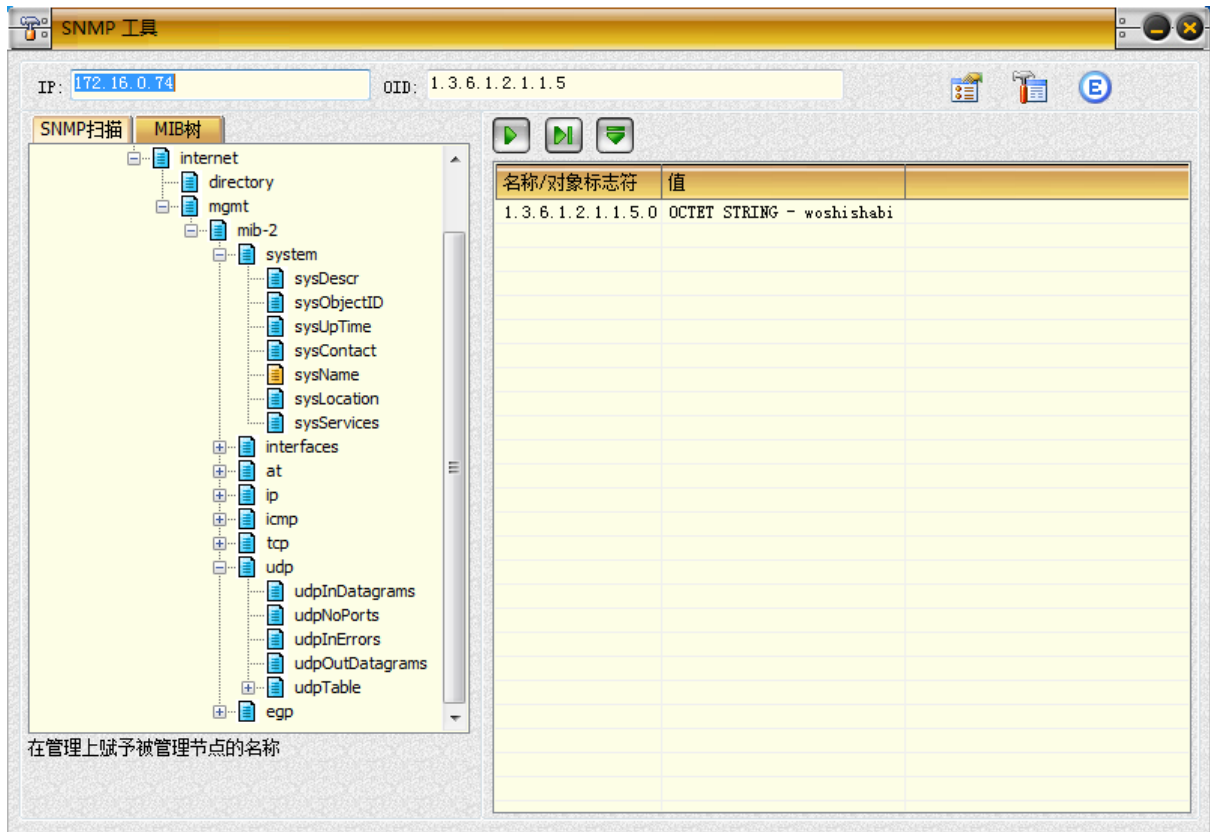 SNMP 工具
IP: 172.16.0.74 OID: 1.3.6.1.2.1.1.5
E
SNMP扫描 MIB树
internet
directory
mgmt
mib-2
system
sysDescr
sysObjectID
sysUpTime
sysContact
sysName
sysLocation
sysServices
interfaces
at
ip
icmp
tcp
udp
udpInDatagrams
udpNoPorts
udpInErrors
udpOutDatagrams
udpTable
egp
在管理上赋予被管理节点的名称
名称/对象标志符 值
1.3.6.1.2.1.1.5.0 OCTET STRING - woshishabi